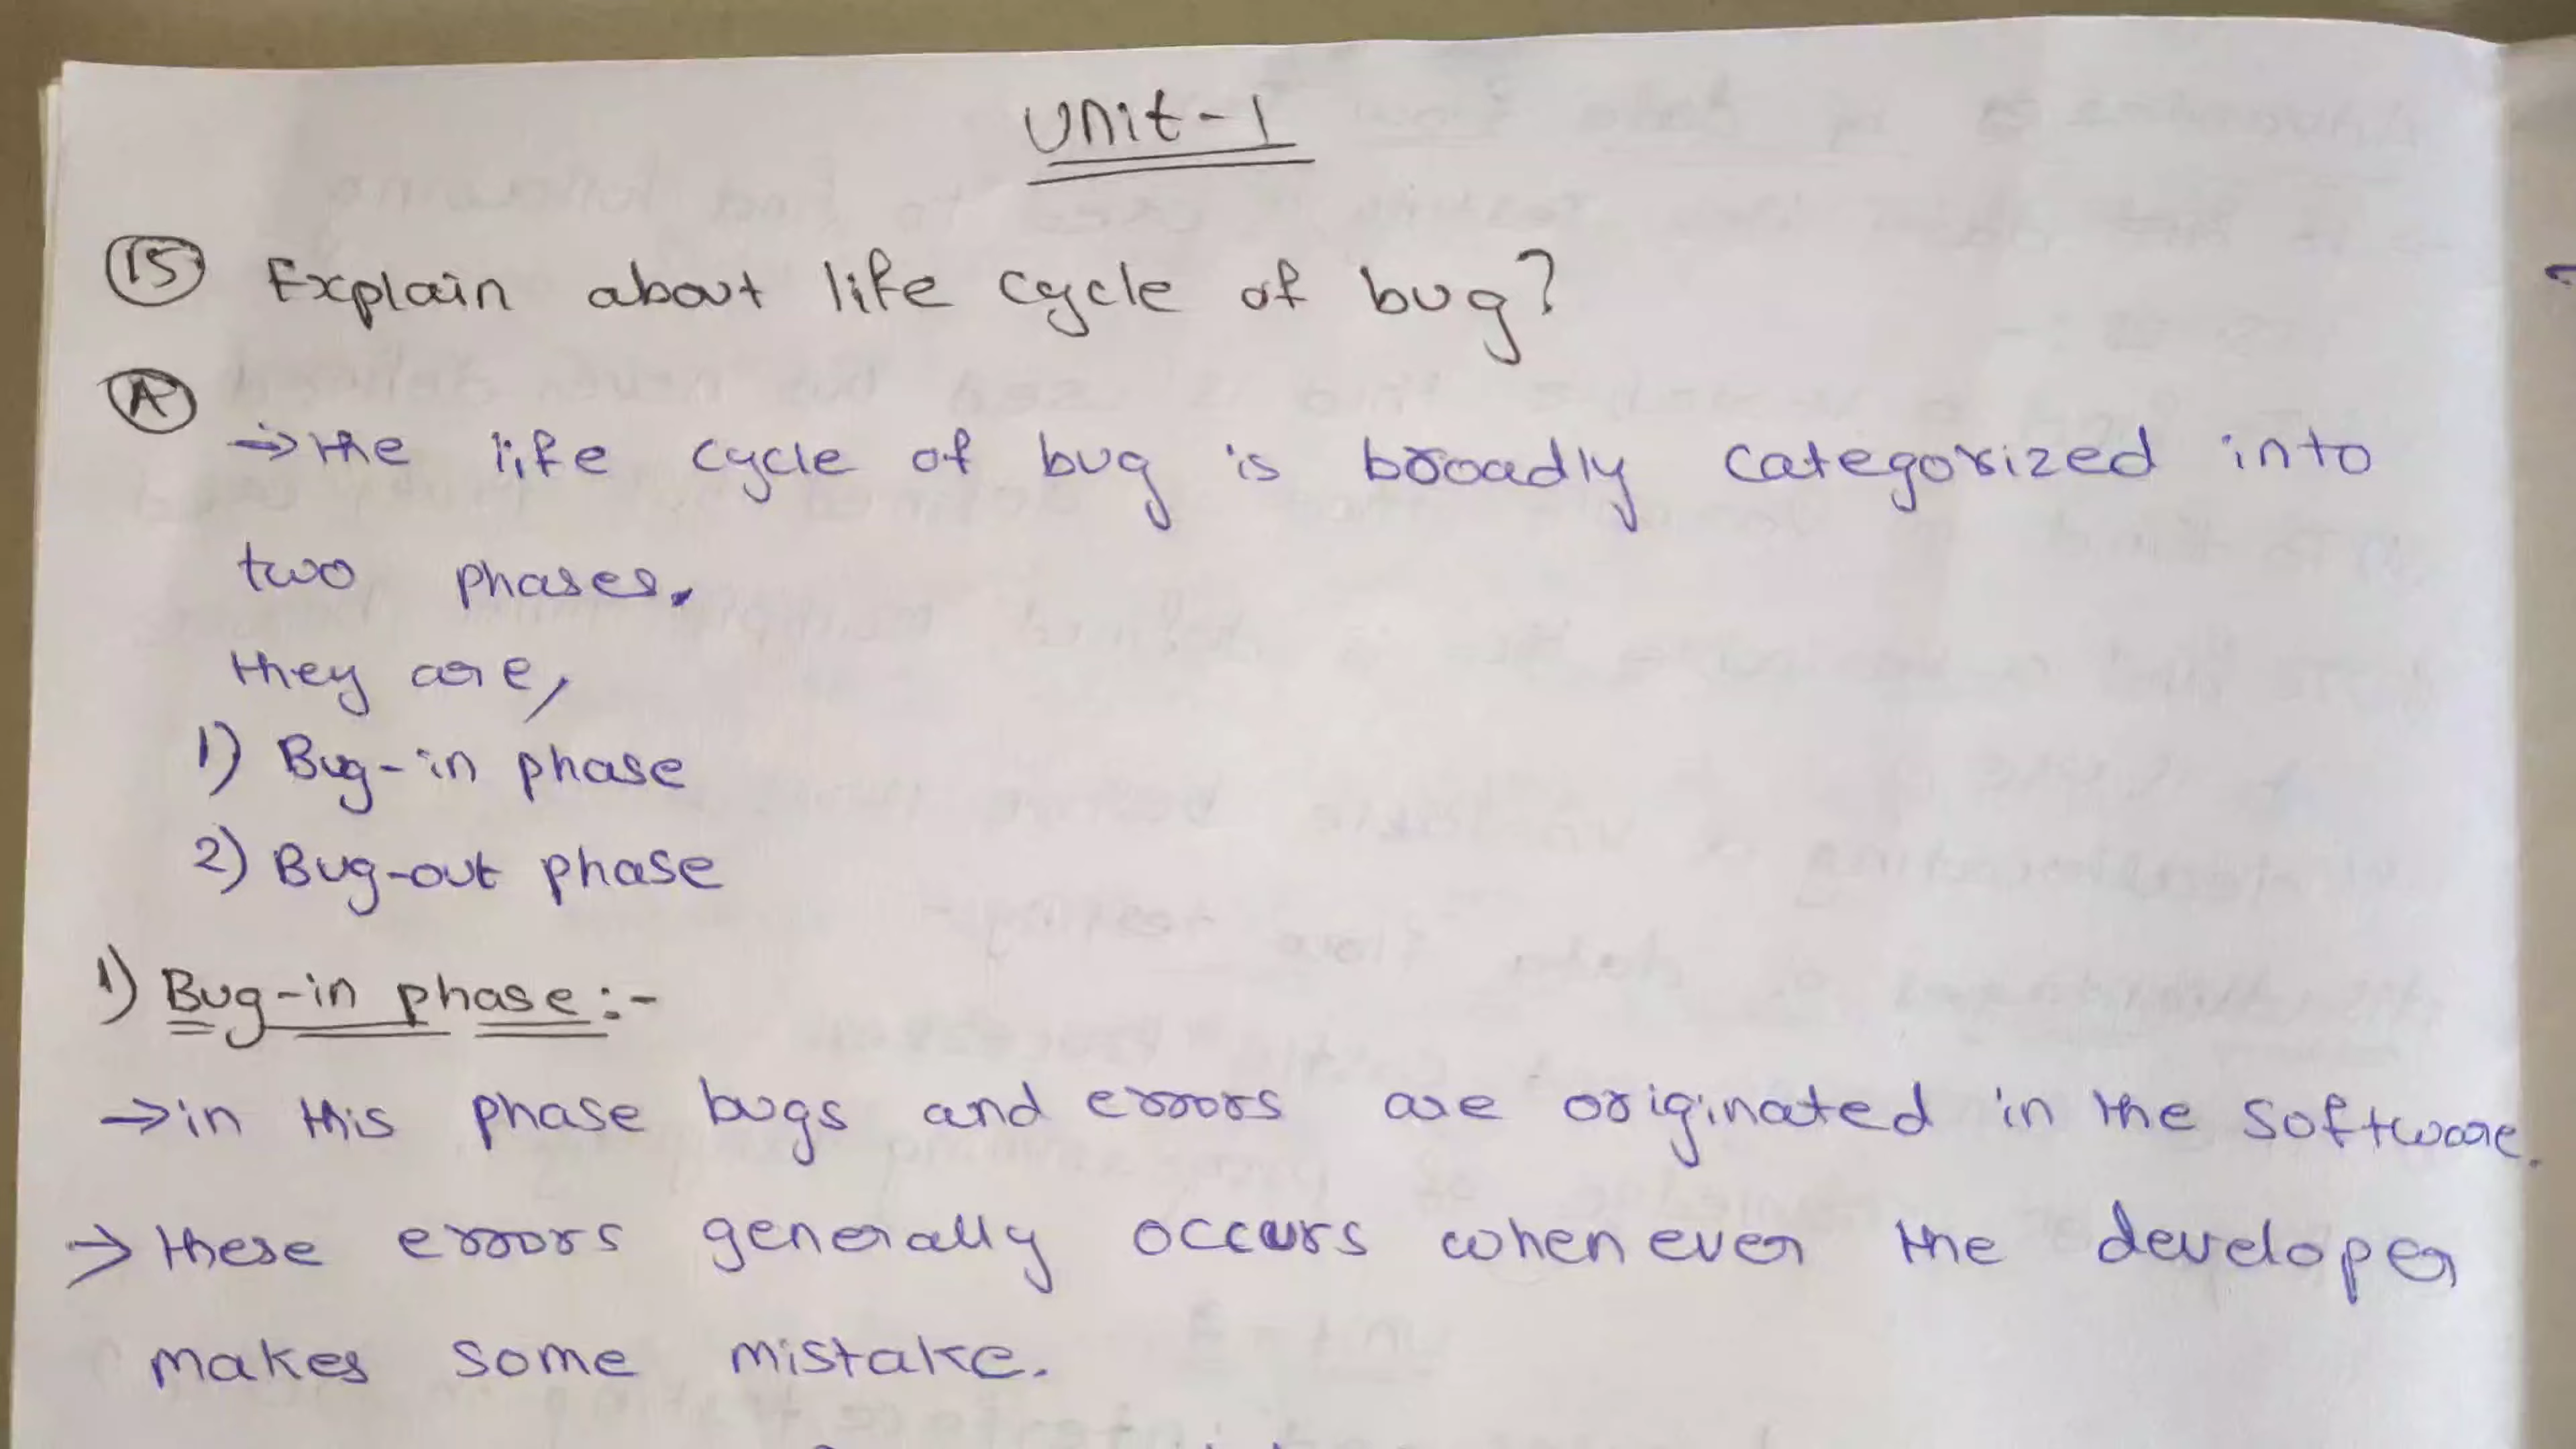 Unit-1
15 Explain about life cycle of bug?
A
→the life cycle of bug is broadly categorized into
two phases.
they are,
1) Bug-in phase
2) Bug-out phase
1) Bug-in phase:-
→in this phase bugs and errors are originated in the software.
→ these errors generally occurs whenever the developer
makes some mistake.